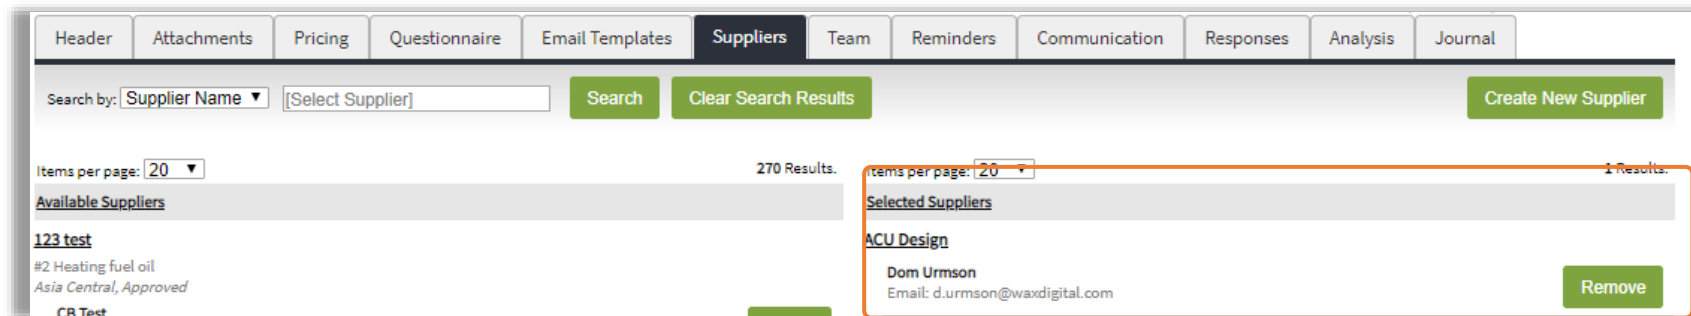 Header Attachments Pricing Questionnaire Email Templates Suppliers Team Reminders Communication Responses Analysis Journal
Search by: Supplier Name ▼ [Select Supplier] Search Clear Search Results Create New Supplier
Items per page: 20 ▼ 270 Results.
Available Suppliers
123 test
#2 Heating fuel oil
Asia Central, Approved
CB Test
Items per page: 20 ▼ 1 Results.
Selected Suppliers
ACU Design
Dom Urmson
Email: d.urmson@waxdigital.com
Remove